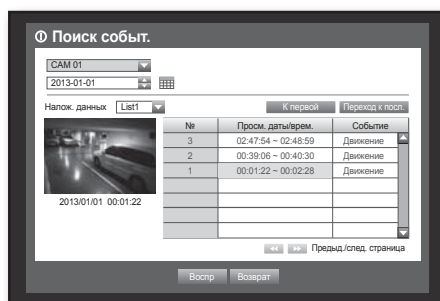 Поиск событ.
CAM 01
2013-01-01
Налож. данных List1 К первой Переход к посл.
№ Просм. даты/врем. Событие
3 02:47:54 ~ 02:48:59 Движение
2 00:39:06 ~ 00:40:30 Движение
1 00:01:22 ~ 00:02:28 Движение
2013/01/01 00:01:22
Предыд./след. страница
Воспр Возврат